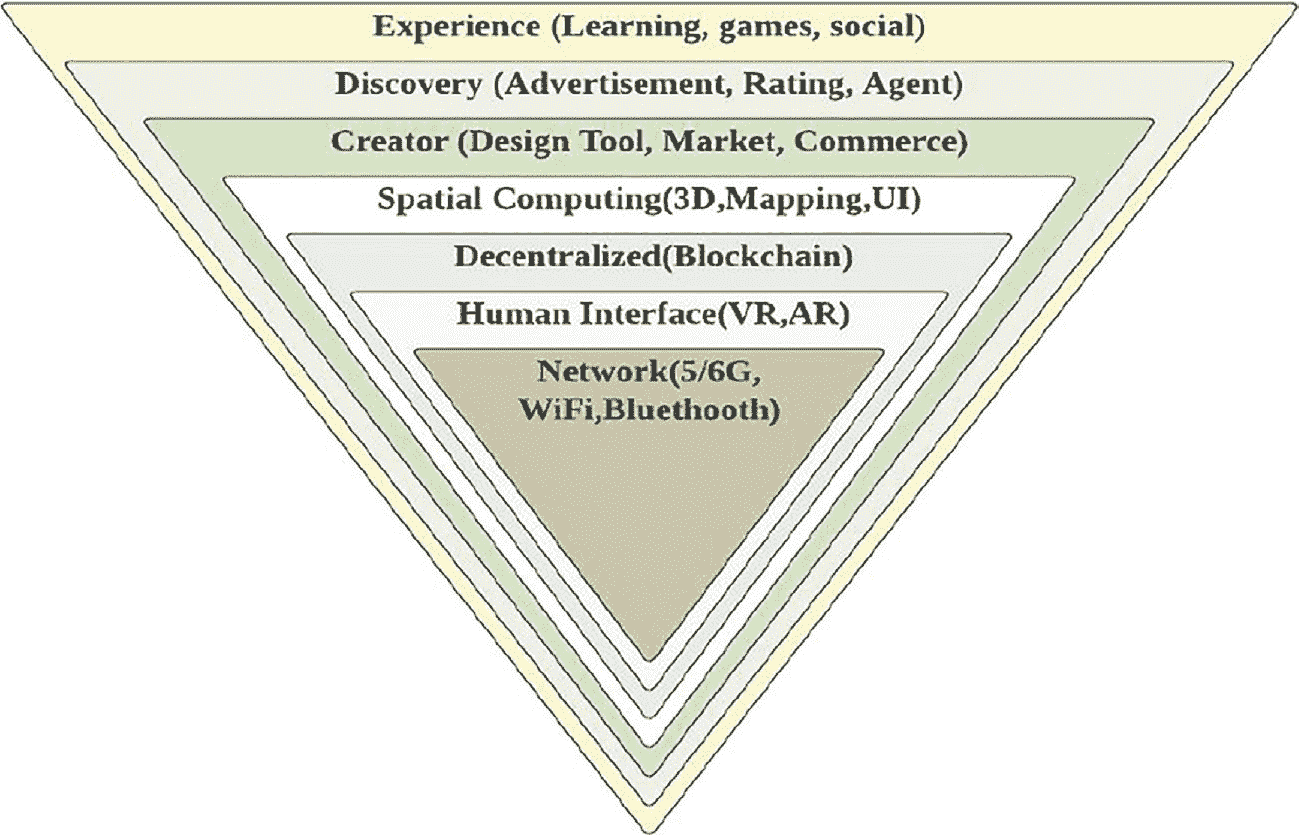 Experience (Learning, games, social)
Discovery (Advertisement, Rating, Agent)
Creator (Design Tool, Market, Commerce)
Spatial Computing(3D,Mapping,UI)
Decentralized(Blockchain)
Human Interface(VR,AR)
Network(5/6G,
WiFi,Bluethooth)